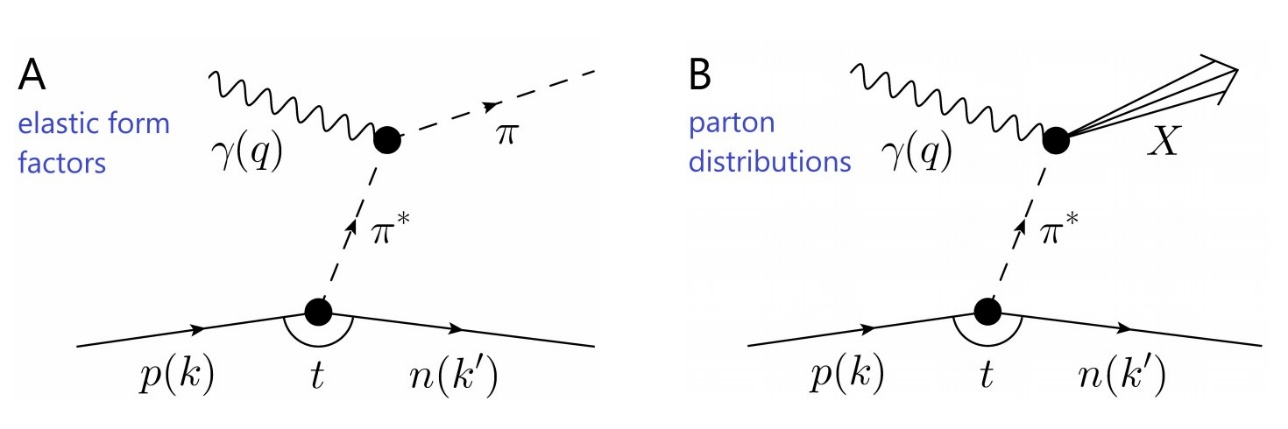 A
elastic form
factors
γ(q)
π
π*
p(k)
t
n(k′)
B
parton
distributions
γ(q)
X
π*
p(k)
t
n(k′)